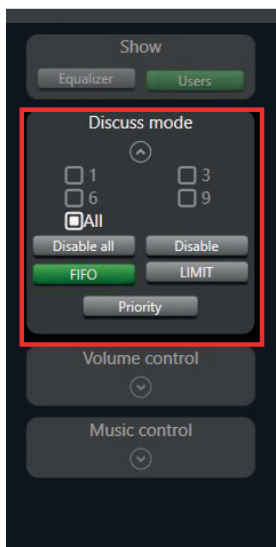 Show
Equalizer Users
Discuss mode
1 3
6 9
All
Disable all Disable
FIFO LIMIT
Priority
Volume control
Music control